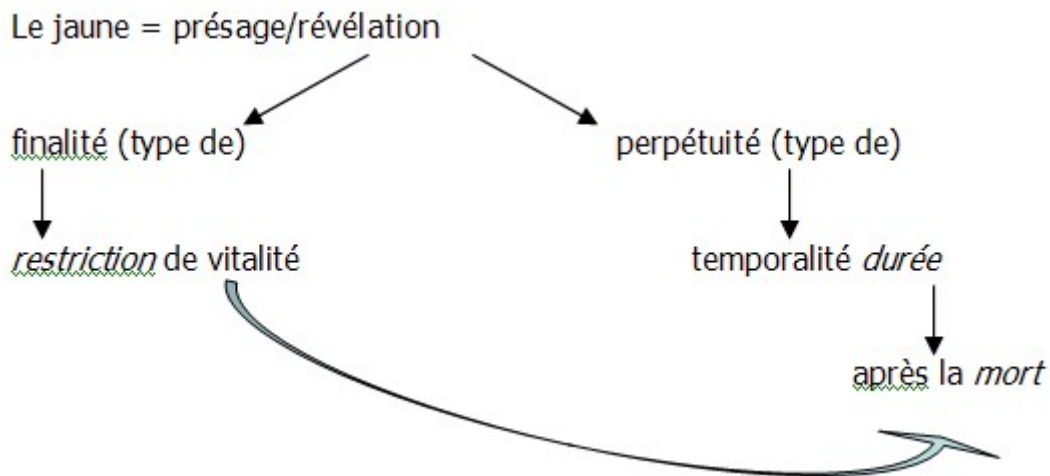 Le jaune = présage/révélation
finalité (type de)
perpétuité (type de)
restriction de vitalité
temporalité durée
après la mort